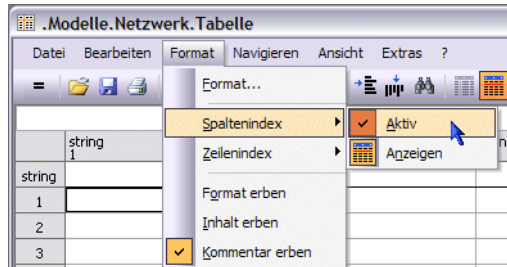 .Modelle.Netzwerk.Tabelle
Datei Bearbeiten Format Navigieren Ansicht Extras ?
=
Format...
Spaltenindex
Aktiv
Zeilenindex
Anzeigen
string
1
string
1
Format erben
2
Inhalt erben
3
Kommentar erben